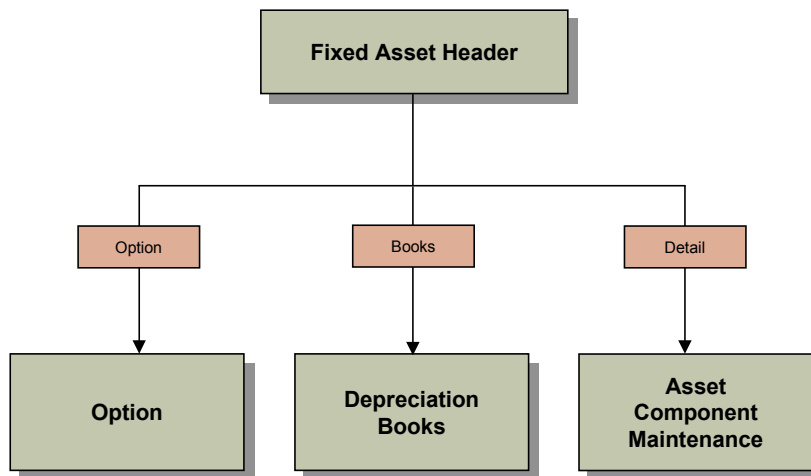 Fixed Asset Header
Option
Books
Detail
Option
Depreciation
Books
Asset
Component
Maintenance